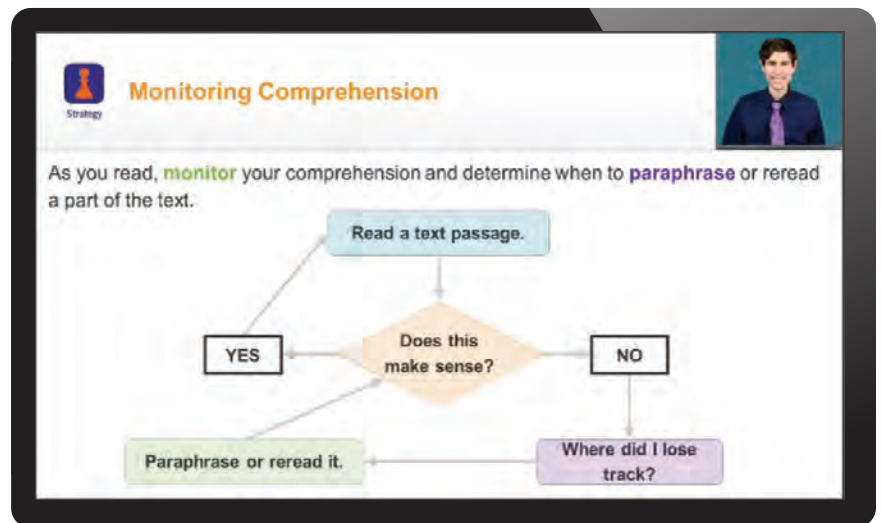 Strategy
Monitoring Comprehension
As you read, monitor your comprehension and determine when to paraphrase or reread
a part of the text.
Read a text passage.
Does this
make sense?
YES
NO
Where did I lose
track?
Paraphrase or reread it.